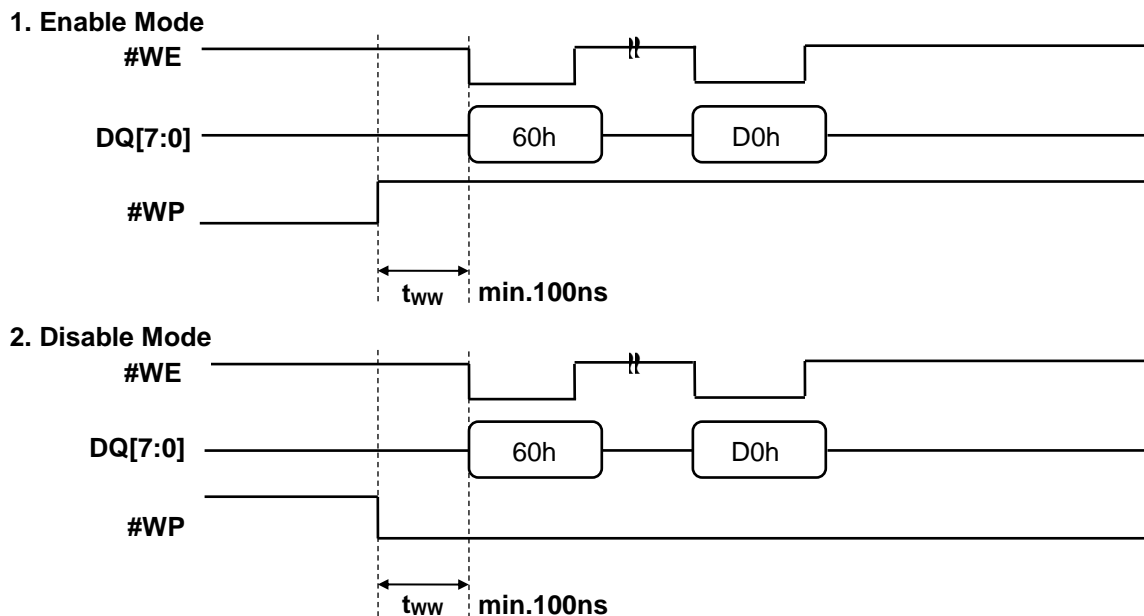 1. Enable Mode
#WE
DQ[7:0] 60h D0h
#WP
tWW min.100ns
2. Disable Mode
#WE
DQ[7:0] 60h D0h
#WP
tWW min.100ns